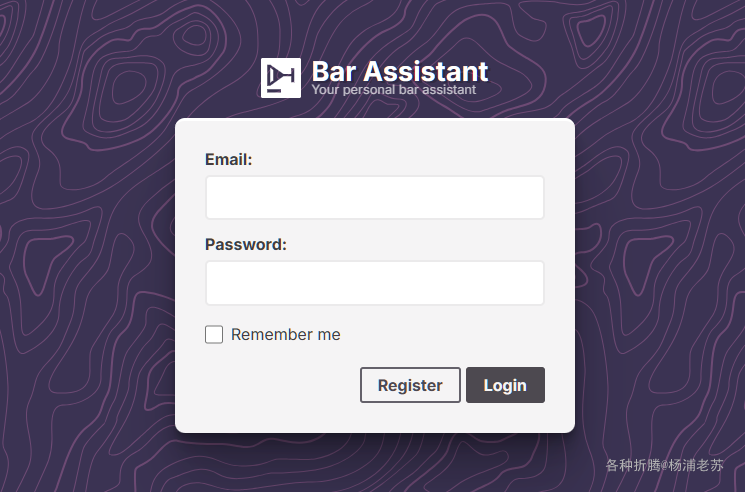 Bar Assistant
Your personal bar assistant
Email:
Password:
Remember me
Register
Login
各种折腾@杨浦老苏